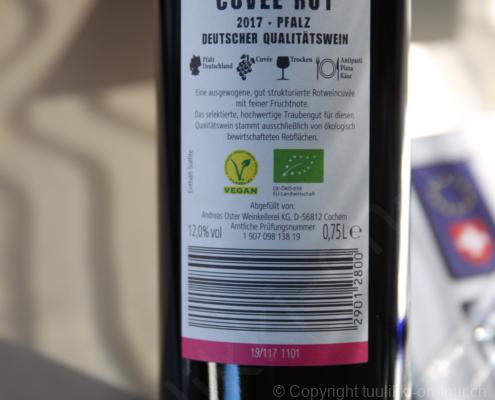 CUVÉE ROT
2017 · PFALZ
DEUTSCHER QUALITÄTSWEIN
Pfalz
Deutschland
Cuvée
Trocken
Antipasti
Pizza
Käse
Eine ausgewogene, gut strukturierte Rotweincuvée
mit feiner Fruchtnote.
Das selektierte, hochwertige Traubengut für diesen
Qualitätswein stammt ausschließlich von ökologisch
bewirtschafteten Rebflächen.
Enthält Sulfite
VEGAN
DE-ÖKO-039
EU-Landwirtschaft
Abgefüllt von:
Andreas Oster Weinkellerei KG, D-56812 Cochem
12,0%vol
Amtliche Prüfungsnummer
1 907 098 138 19
0,75L e
2901 2800
19/117 1101
© Copyright tuulikki-on-tour.ch